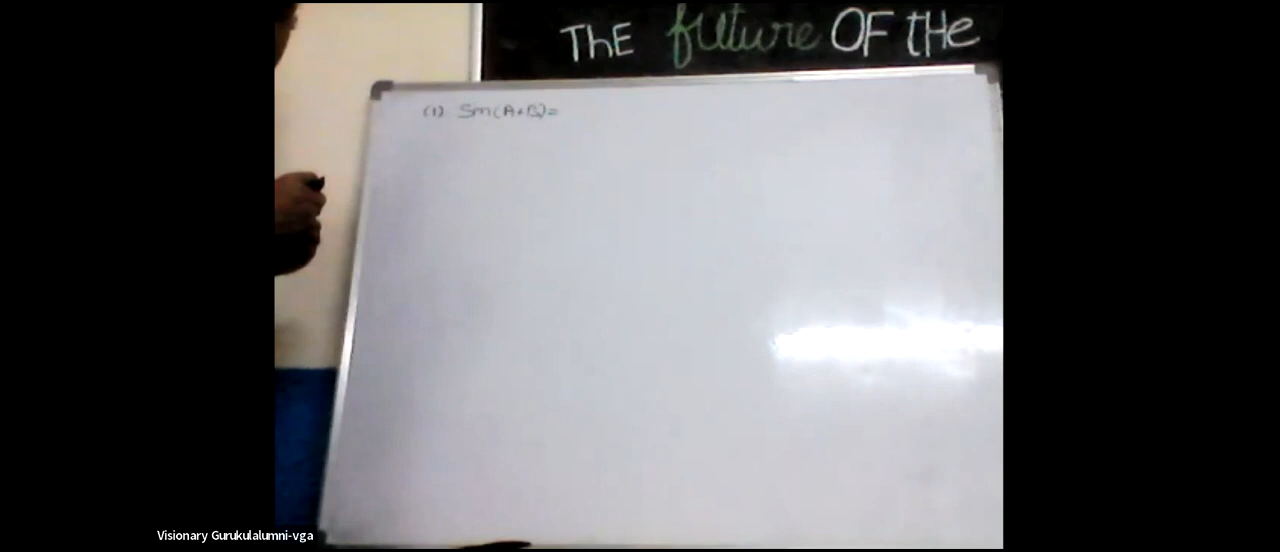 THE future OF tHe
(1) Sin(A+B)=
Visionary Gurukulalumni-vga